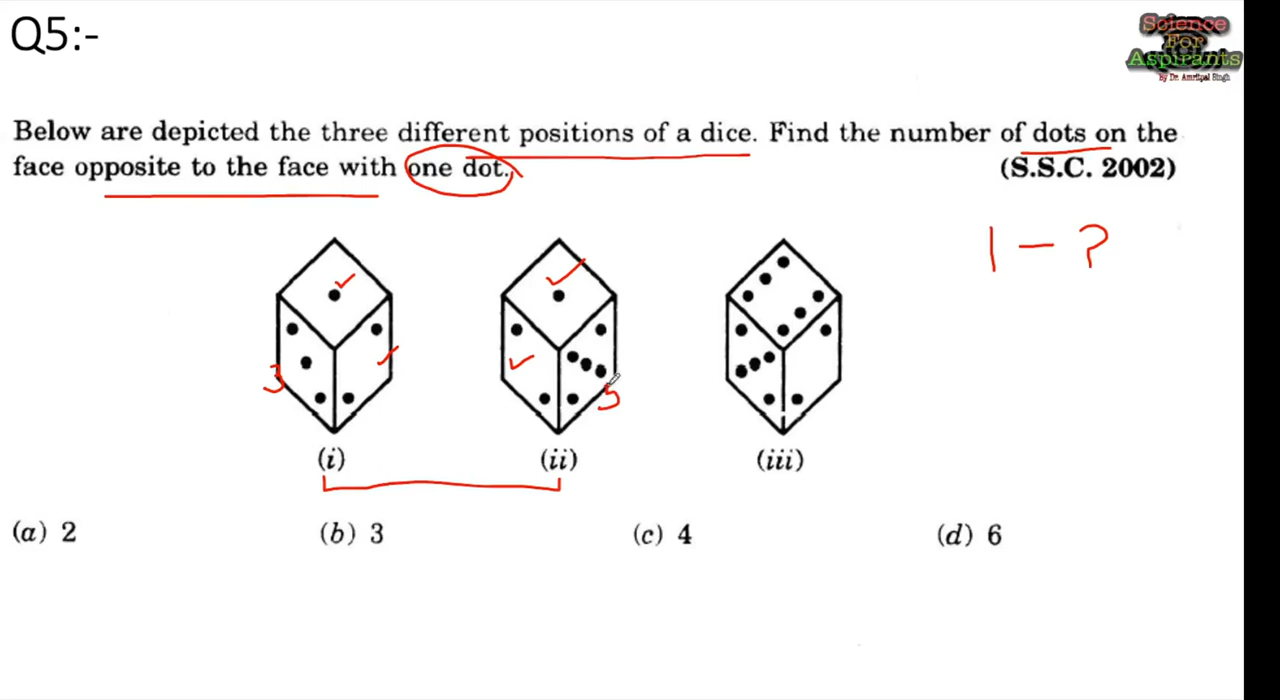 Q5:-
Science
For
Aspirants
By Dr. Amritpal Singh
Below are depicted the three different positions of a dice. Find the number of dots on the
face opposite to the face with one dot. (S.S.C. 2002)
1 - ?
3
5
(i) (ii) (iii)
(a) 2 (b) 3 (c) 4 (d) 6